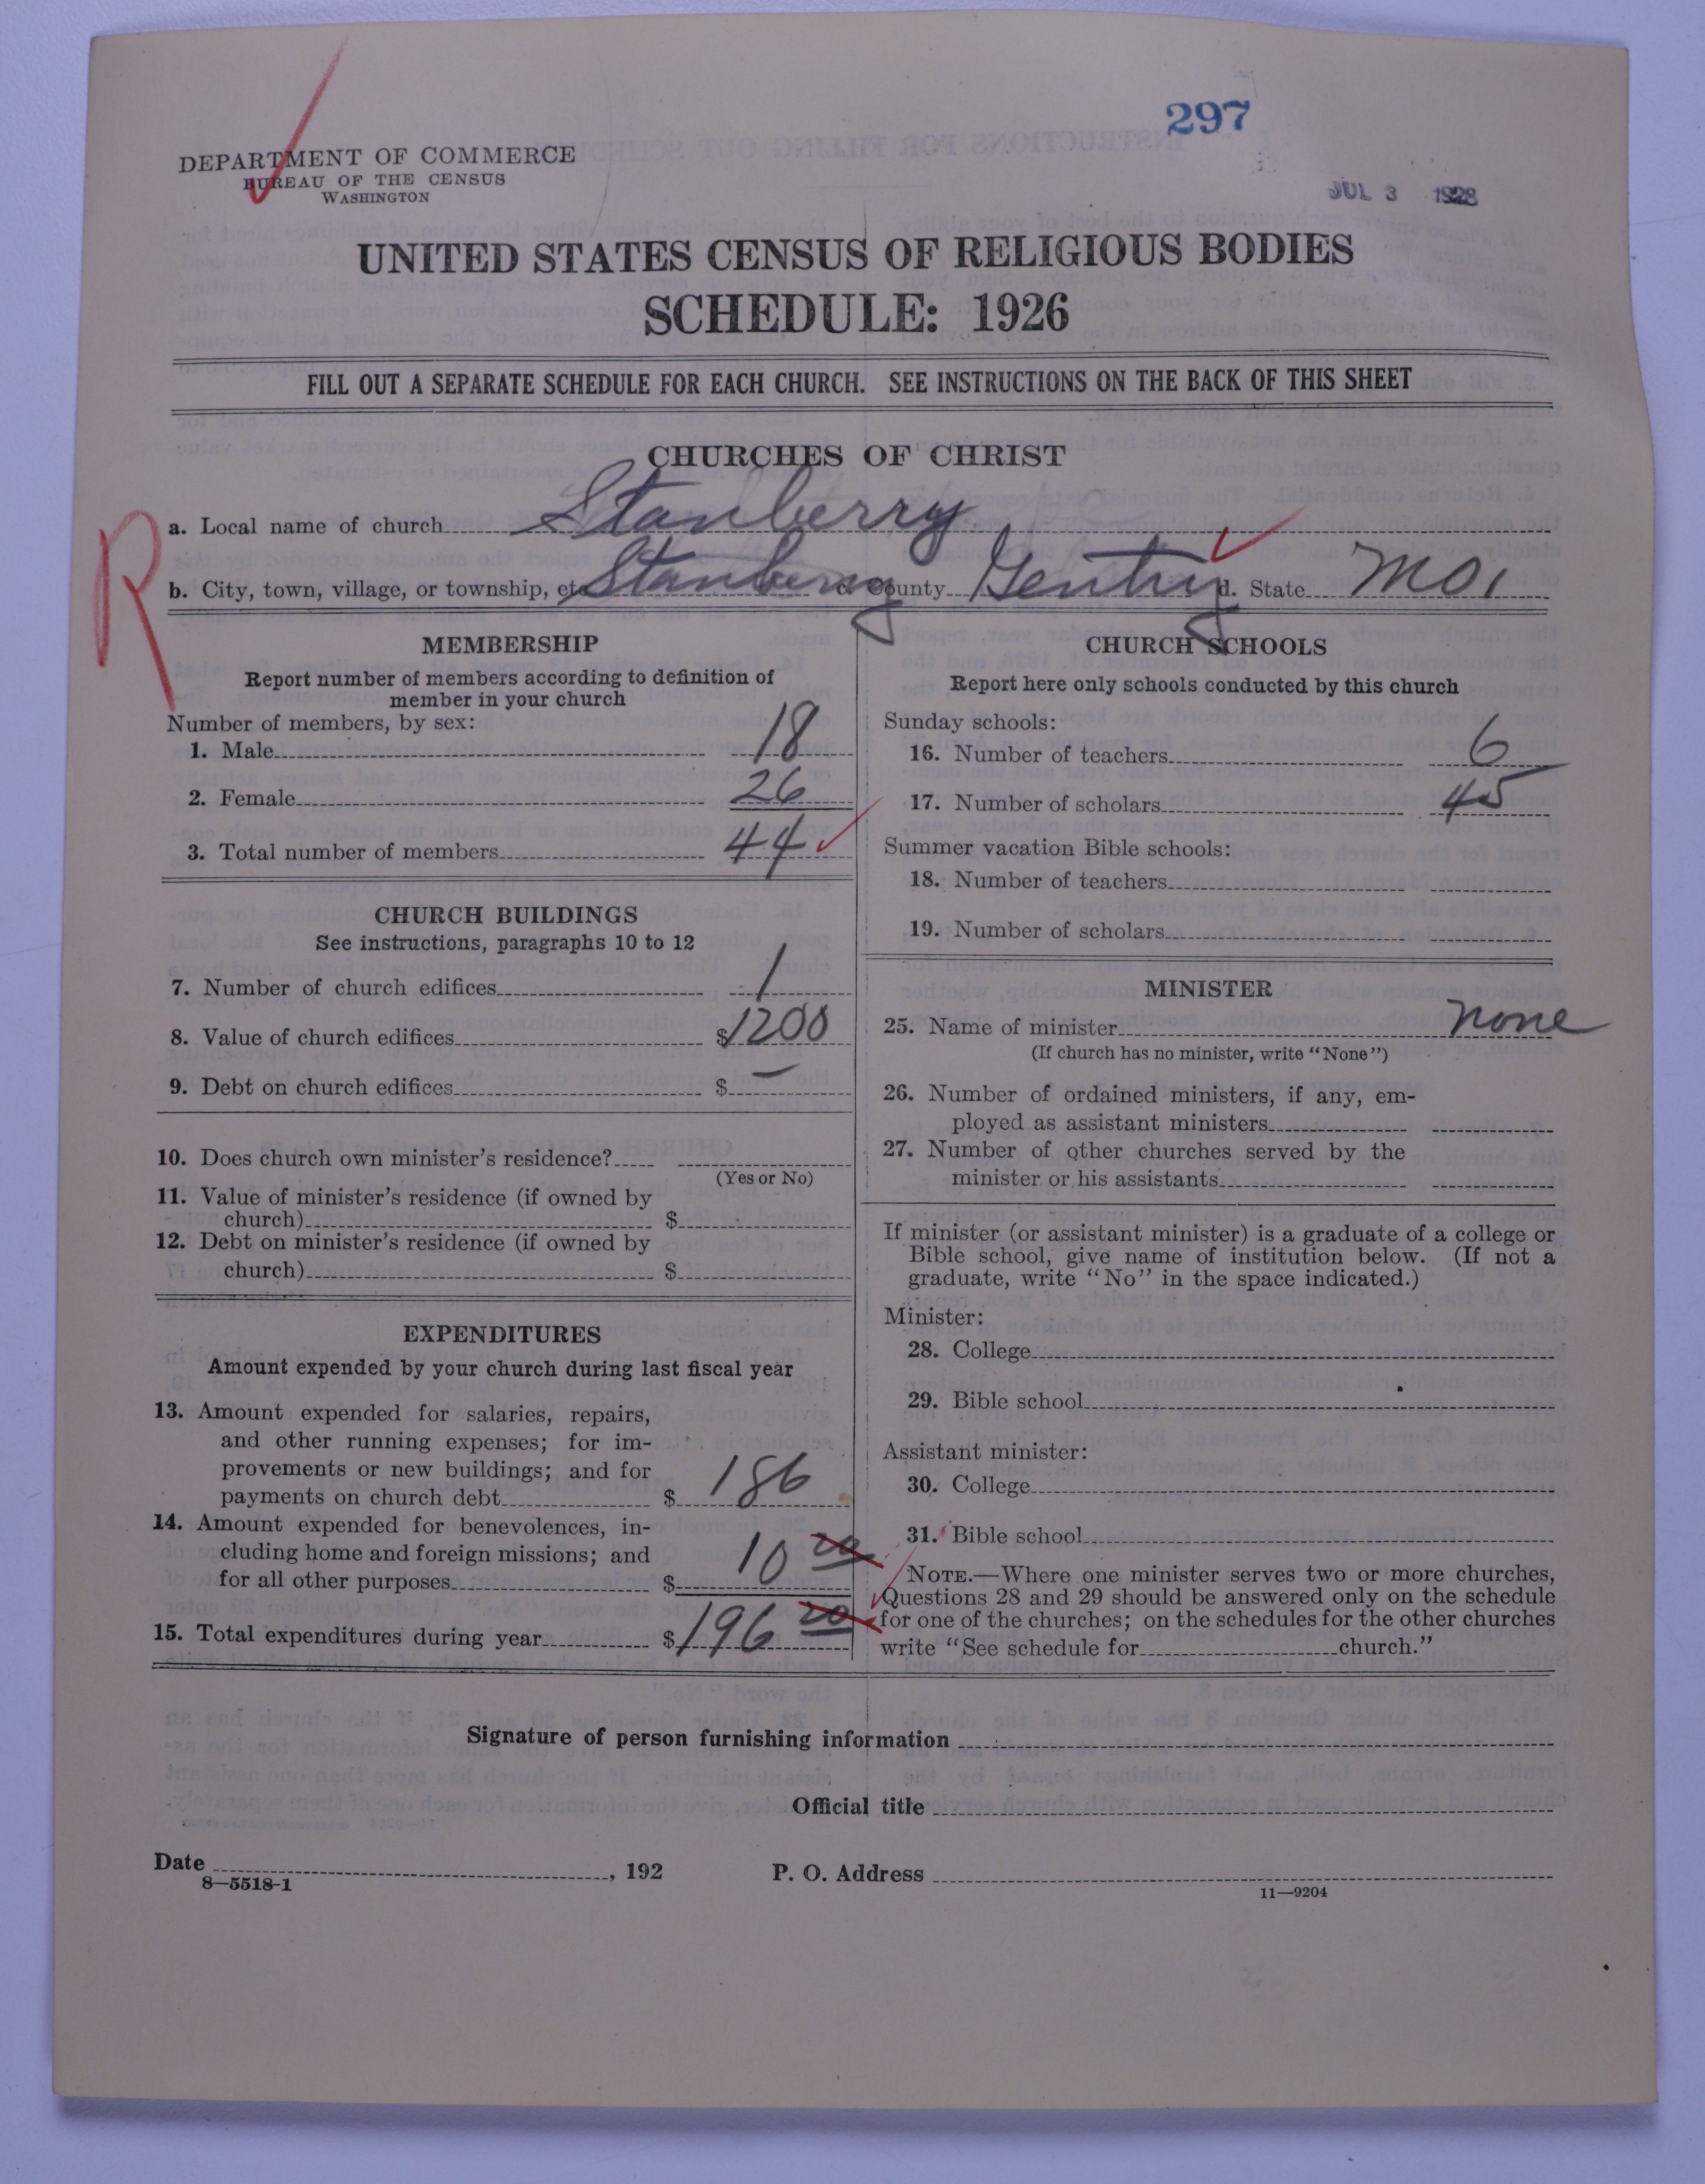 297
DEPARTMENT OF COMMERCE
BUREAU OF THE CENSUS
WASHINGTON
JUL 3 1928
UNITED STATES CENSUS OF RELIGIOUS BODIES
SCHEDULE: 1926
FILL OUT A SEPARATE SCHEDULE FOR EACH CHURCH. SEE INSTRUCTIONS ON THE BACK OF THIS SHEET
CHURCHES OF CHRIST
R
a. Local name of church Stanberry
b. City, town, village, or township, etc Stanberry c. County Gentry d. State Mo.
MEMBERSHIP
Report number of members according to definition of
member in your church
Number of members, by sex:
1. Male 18
2. Female 26
3. Total number of members 44
CHURCH BUILDINGS
See instructions, paragraphs 10 to 12
7. Number of church edifices 1
8. Value of church edifices $1200
9. Debt on church edifices $ —
10. Does church own minister's residence?
(Yes or No)
11. Value of minister's residence (if owned by
church) $
12. Debt on minister's residence (if owned by
church) $
EXPENDITURES
Amount expended by your church during last fiscal year
13. Amount expended for salaries, repairs,
and other running expenses; for im-
provements or new buildings; and for
payments on church debt $ 186
14. Amount expended for benevolences, in-
cluding home and foreign missions; and
for all other purposes $ 10
15. Total expenditures during year $196
CHURCH SCHOOLS
Report here only schools conducted by this church
Sunday schools:
16. Number of teachers 6
17. Number of scholars 45
Summer vacation Bible schools:
18. Number of teachers
19. Number of scholars
MINISTER
25. Name of minister none
(If church has no minister, write "None")
26. Number of ordained ministers, if any, em-
ployed as assistant ministers
27. Number of other churches served by the
minister or his assistants
If minister (or assistant minister) is a graduate of a college or
Bible school, give name of institution below. (If not a
graduate, write "No" in the space indicated.)
Minister:
28. College
29. Bible school
Assistant minister:
30. College
31. Bible school
NOTE.—Where one minister serves two or more churches,
Questions 28 and 29 should be answered only on the schedule
for one of the churches; on the schedules for the other churches
write "See schedule for church."
Signature of person furnishing information
Official title
Date , 192 P. O. Address
8—5518-1
11—9204